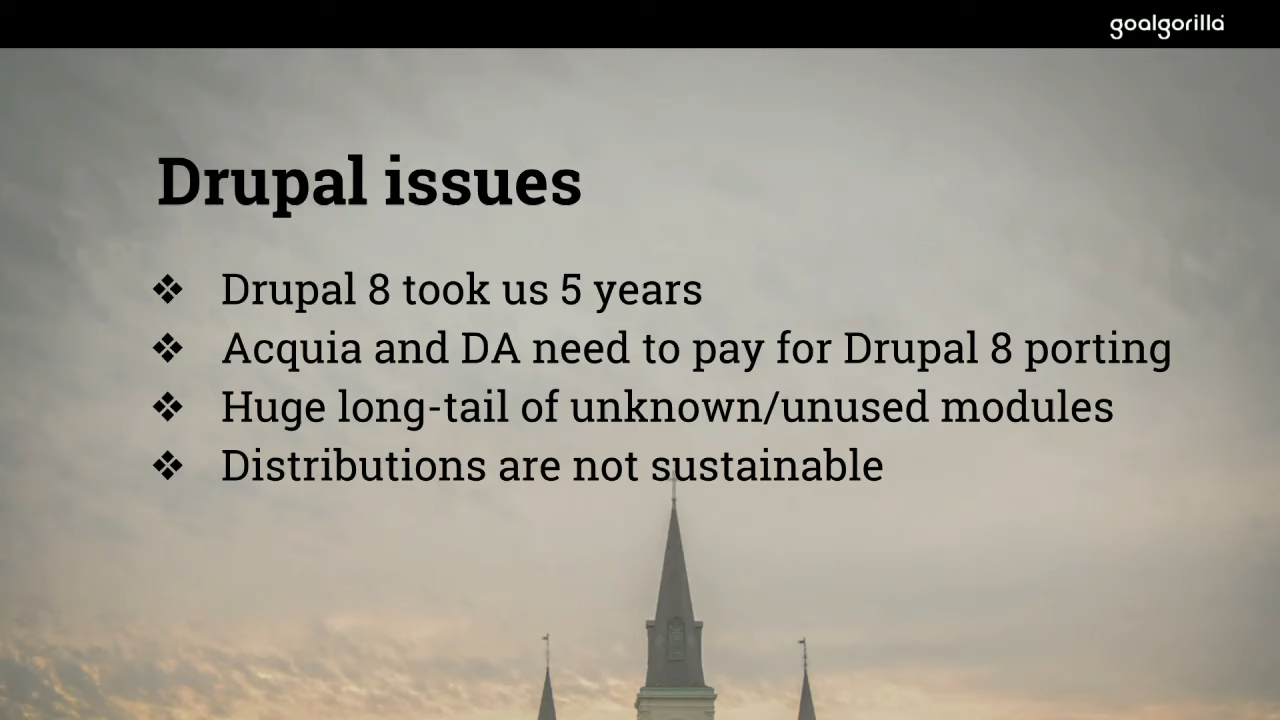 goalgorilla
Drupal issues
❖ Drupal 8 took us 5 years
❖ Acquia and DA need to pay for Drupal 8 porting
❖ Huge long-tail of unknown/unused modules
❖ Distributions are not sustainable